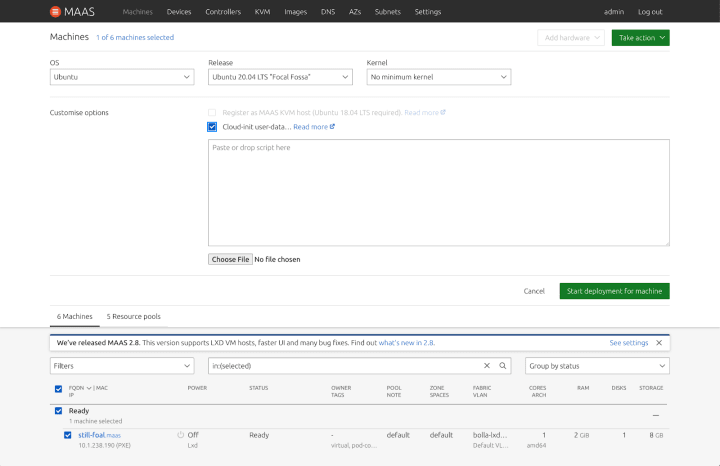 MAAS Machines Devices Controllers KVM Images DNS AZs Subnets Settings admin Log out
Machines 1 of 6 machines selected Add hardware Take action
OS Release Kernel
Ubuntu Ubuntu 20.04 LTS "Focal Fossa" No minimum kernel
Customise options Register as MAAS KVM host (Ubuntu 18.04 LTS required). Read more
Cloud-init user-data… Read more
Paste or drop script here
Choose File No file chosen
Cancel Start deployment for machine
6 Machines 5 Resource pools
We've released MAAS 2.8. This version supports LXD VM hosts, faster UI and many bug fixes. Find out what's new in 2.8. See settings
Filters in:(selected) Group by status
FQDN | MAC POWER STATUS OWNER POOL ZONE FABRIC CORES RAM DISKS STORAGE
IP TAGS NOTE SPACES VLAN ARCH
Ready
1 machine selected —
still-foal.maas Off Ready - default default bolla-lxd… 1 2 GiB 1 8 GB
10.1.238.190 (PXE) Lxd virtual, pod-co… Default VL… amd64